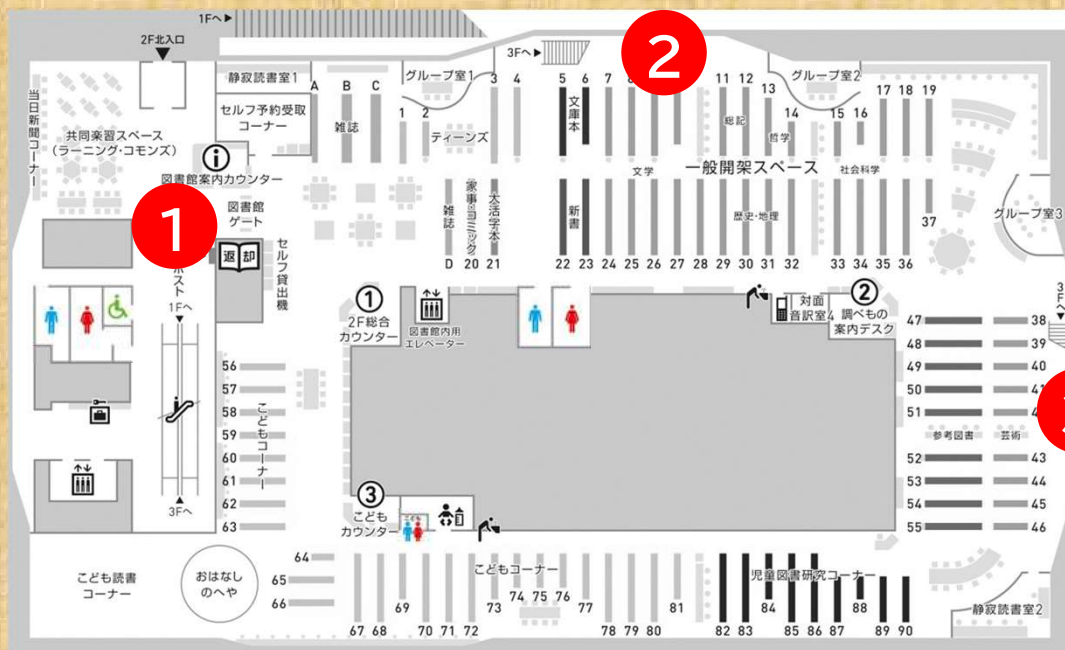 1Fへ
2F北入口
3Fへ
2
静寂読書室1
A B C
グループ室1
3 4
5 6 7
11 12
グループ室2
13
14
15 16
17 18 19
当日新聞コーナー
共同楽習スペース
(ラーニング・コモンズ)
セルフ予約受取
コーナー
i
図書館案内カウンター
雑誌
1 2
ティーンズ
文庫本
総記
哲学
文学
一般開架スペース
社会科学
1
図書館
ゲート
返却
セルフ貸出機
雑誌
家事・コミック
大活字本
新書
歴史・地理
37
グループ室3
D 20 21
22 23 24 25 26 27 28 29 30 31 32
33 34 35 36
1Fへ
①
2F総合
カウンター
図書館内用
エレベーター
対面
音訳室4
②
調べもの
案内デスク
3Fへ
47 38
48 39
49 40
50
51
参考図書 芸術
52 43
53 44
54 45
55 46
56
57
58
59
60
61
62
63
こどもコーナー
3Fへ
③
こども
カウンター
こども
こども読書
コーナー
おはなし
のへや
64
65
66
こどもコーナー
67 68 69 70 71 72 73 74 75 76 77 78 79 80 81
児童図書研究コーナー
82 83 84 85 86 87 88 89 90
静寂読書室2